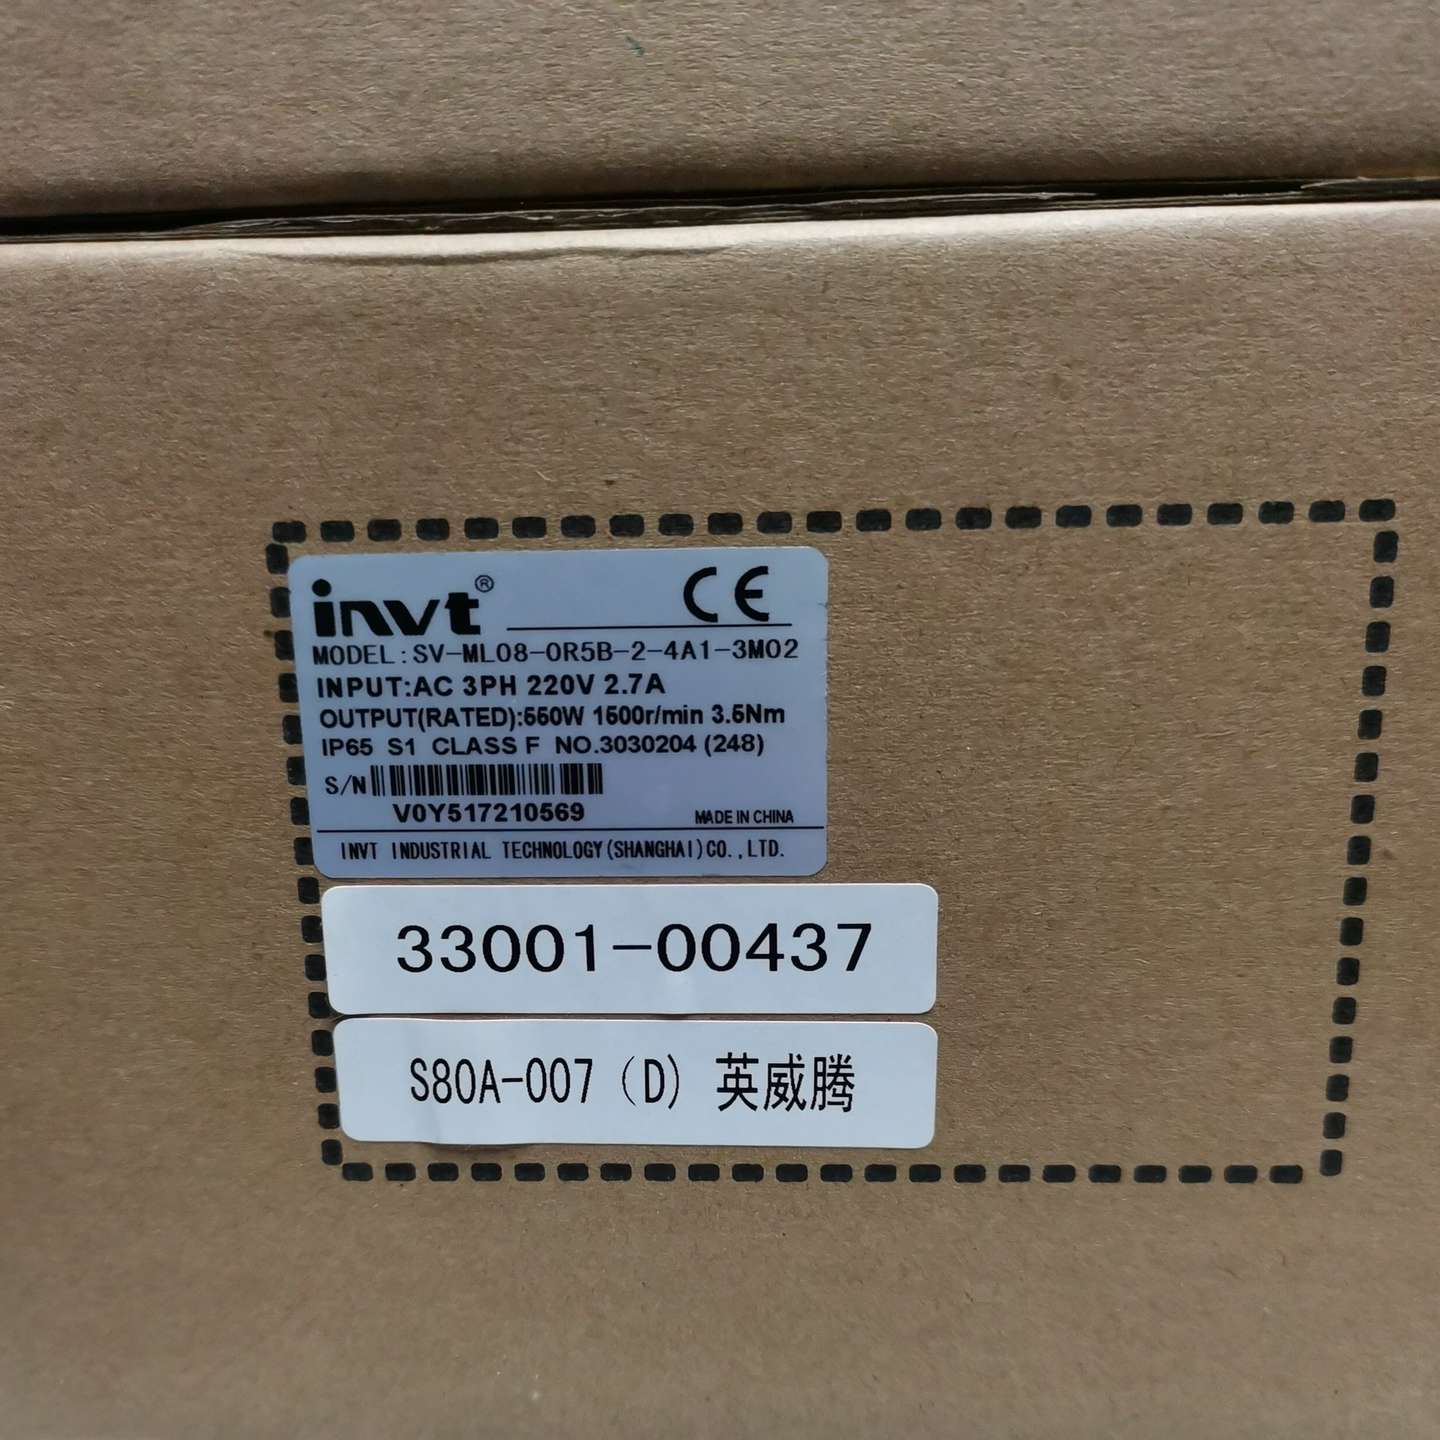 invt®
CE
MODEL:SV-ML08-0R5B-2-4A1-3M02
INPUT:AC 3PH 220V 2.7A
OUTPUT(RATED):550W 1500r/min 3.5Nm
IP65 S1 CLASS F NO.3030204 (248)
S/N
V0Y517210569
MADE IN CHINA
INVT INDUSTRIAL TECHNOLOGY(SHANGHAI)CO.,LTD.
33001-00437
S80A-007（D）英威腾